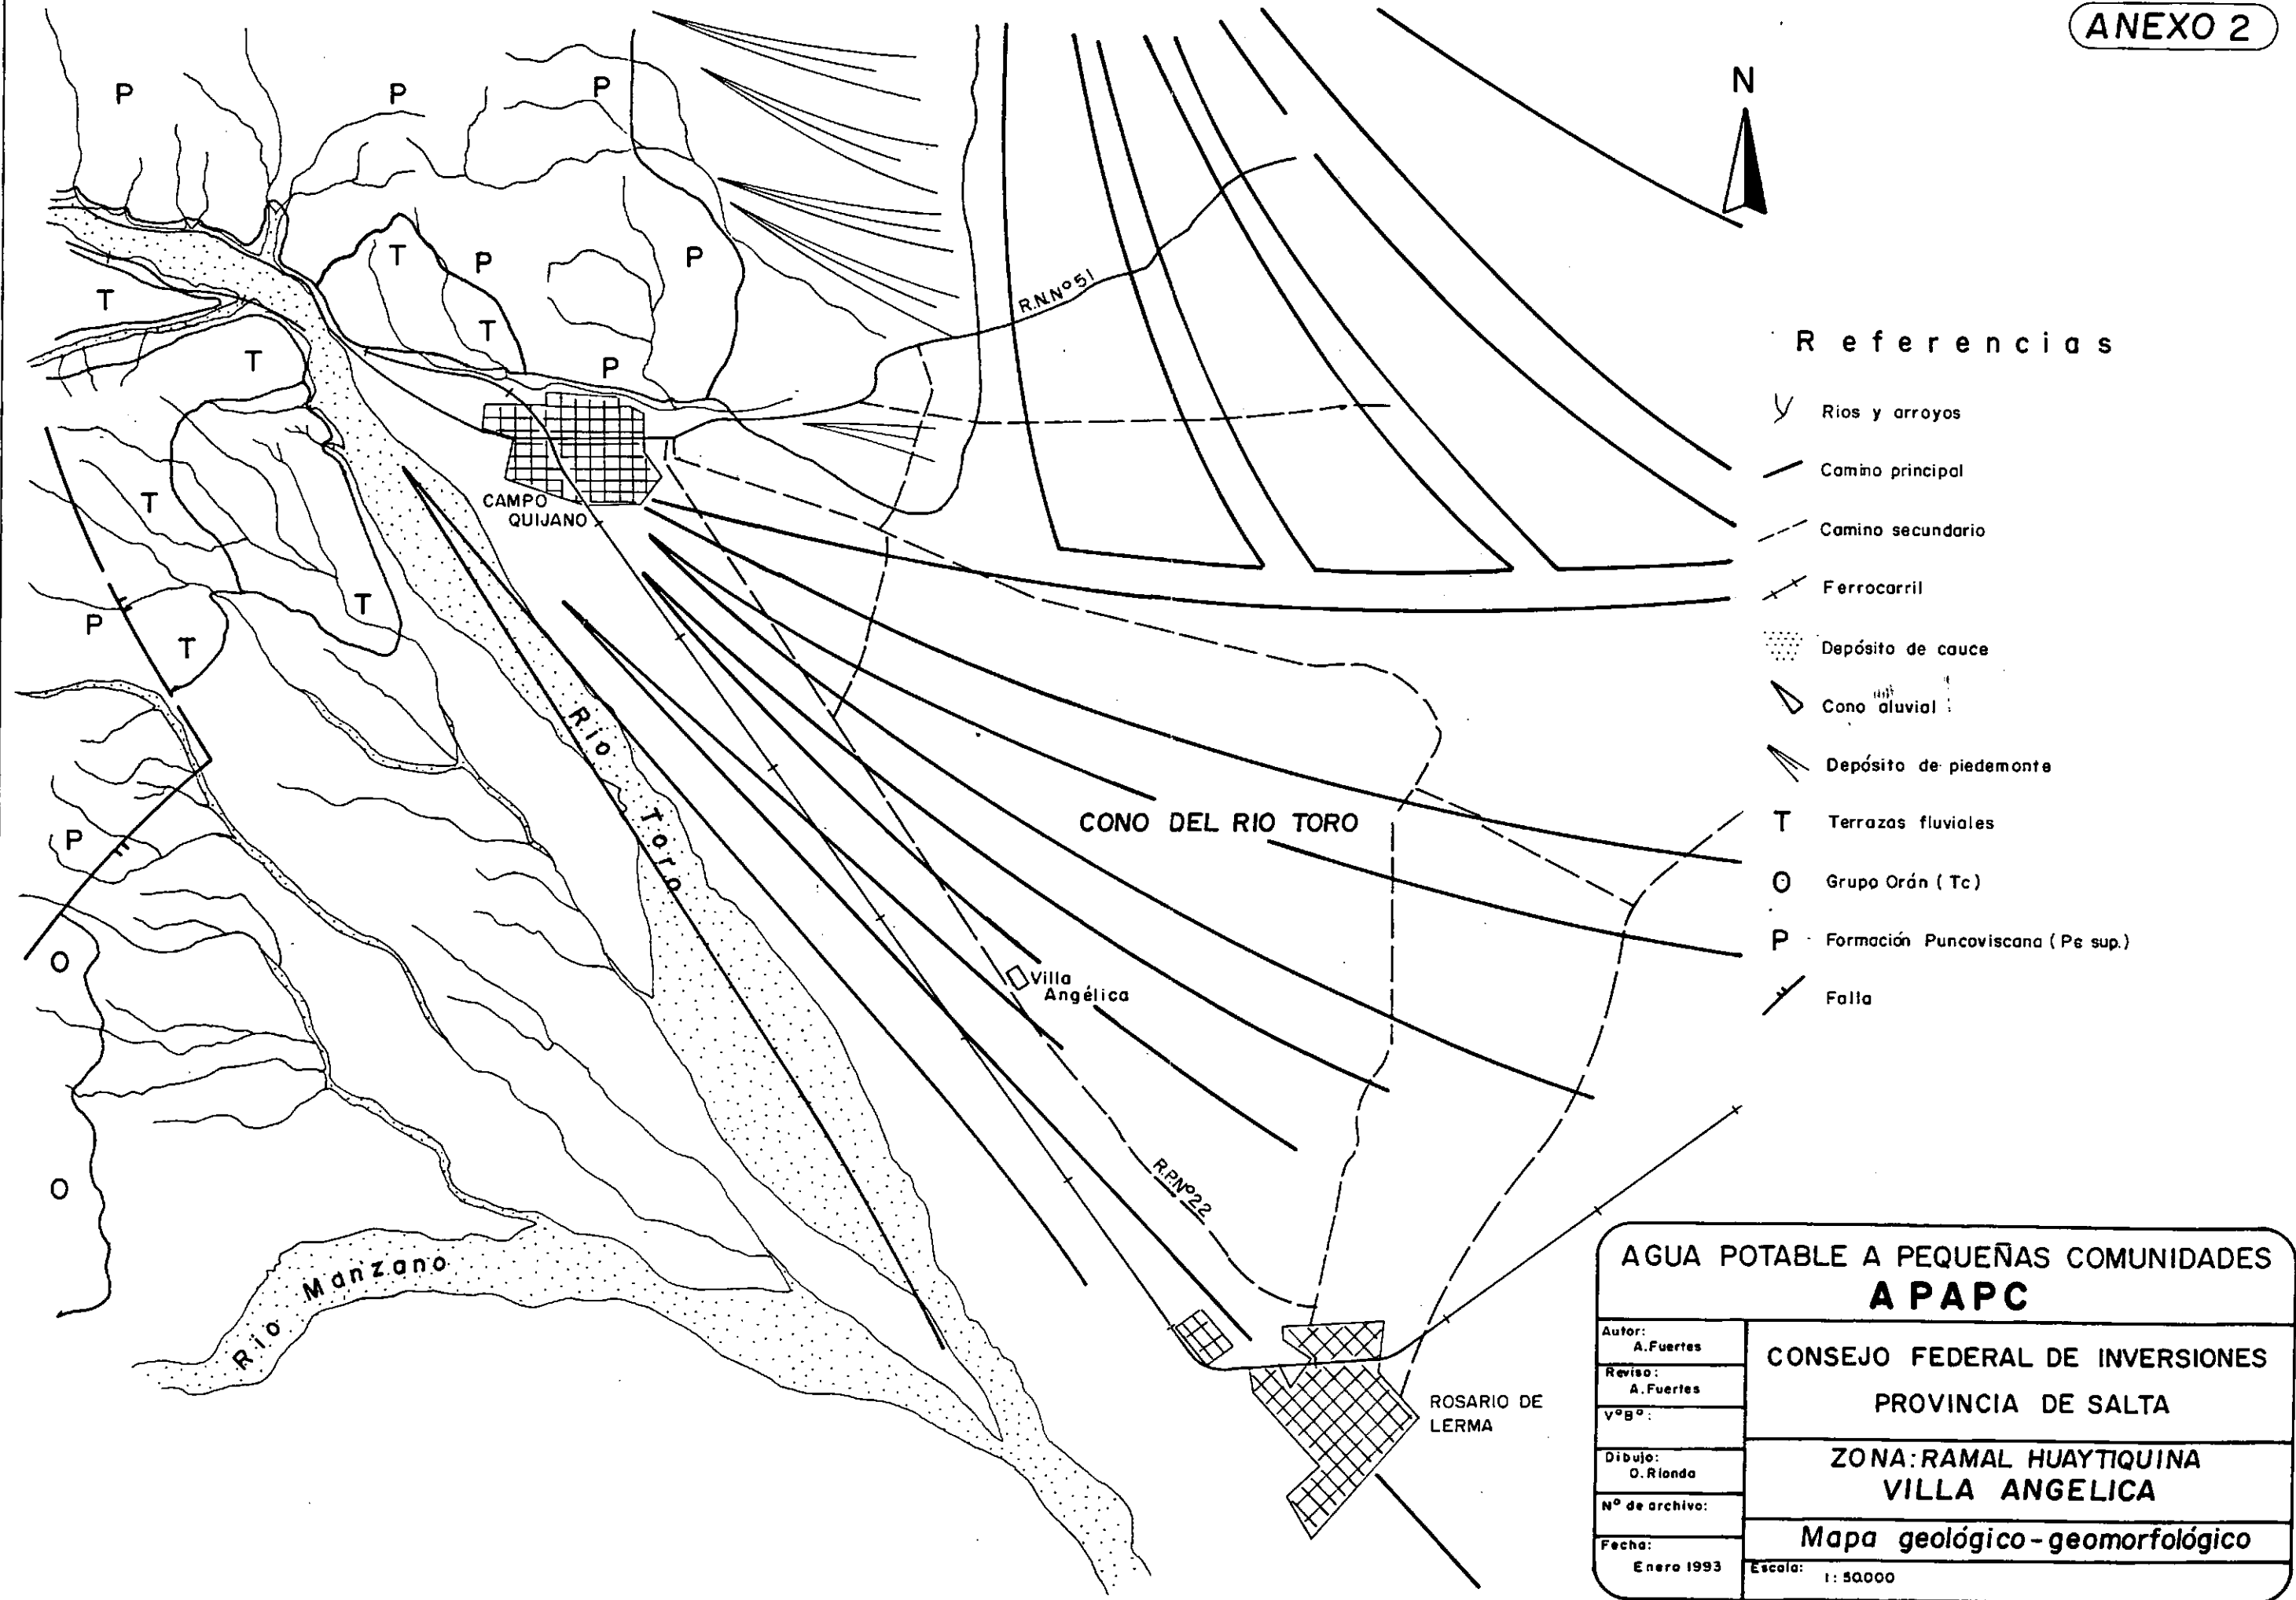 ANEXO 2
N
P
P
P
T
P
P
T
T
P
T
T
T
P
T
P
O
O
R.N.Nº 51
CAMPO
QUIJANO
Rio Toro
CONO DEL RIO TORO
Villa
Angélica
R.P.Nº 22
Rio Manzano
ROSARIO DE
LERMA
Referencias
Rios y arroyos
Camino principal
Camino secundario
Ferrocarril
Depósito de cauce
Cono aluvial
Depósito de piedemonte
T Terrazas fluviales
O Grupo Orán (Tc)
P Formación Puncoviscana (Pe sup.)
Falla
AGUA POTABLE A PEQUEÑAS COMUNIDADES
APAPC
Autor:
A.Fuertes
Reviso:
A.Fuertes
VºBº:
Dibujo:
O.Rionda
Nº de archivo:
Fecha:
Enero 1993
CONSEJO FEDERAL DE INVERSIONES
PROVINCIA DE SALTA
ZONA: RAMAL HUAYTIQUINA
VILLA ANGELICA
Mapa geológico-geomorfológico
Escala: 1:50.000